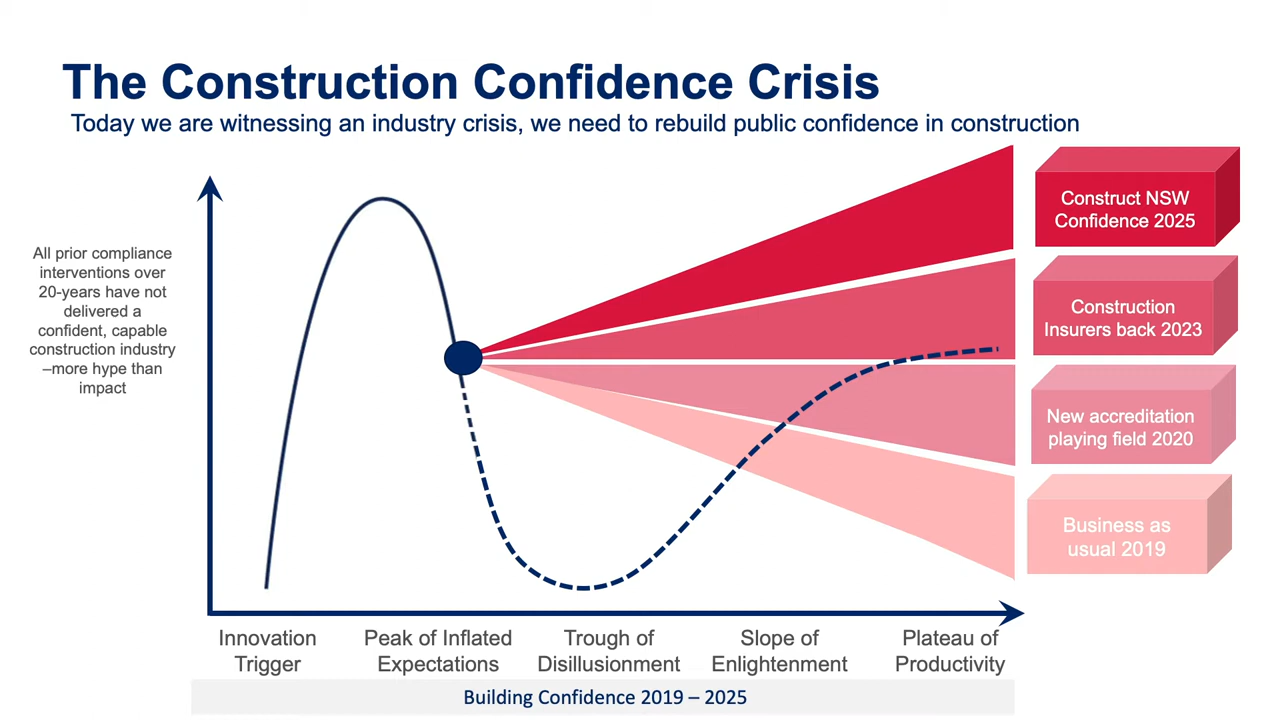 The Construction Confidence Crisis
Today we are witnessing an industry crisis, we need to rebuild public confidence in construction
All prior compliance
interventions over
20-years have not
delivered a
confident, capable
construction industry
–more hype than
impact
Construct NSW
Confidence 2025
Construction
Insurers back 2023
New accreditation
playing field 2020
Business as
usual 2019
Innovation
Trigger
Peak of Inflated
Expectations
Trough of
Disillusionment
Slope of
Enlightenment
Plateau of
Productivity
Building Confidence 2019 – 2025